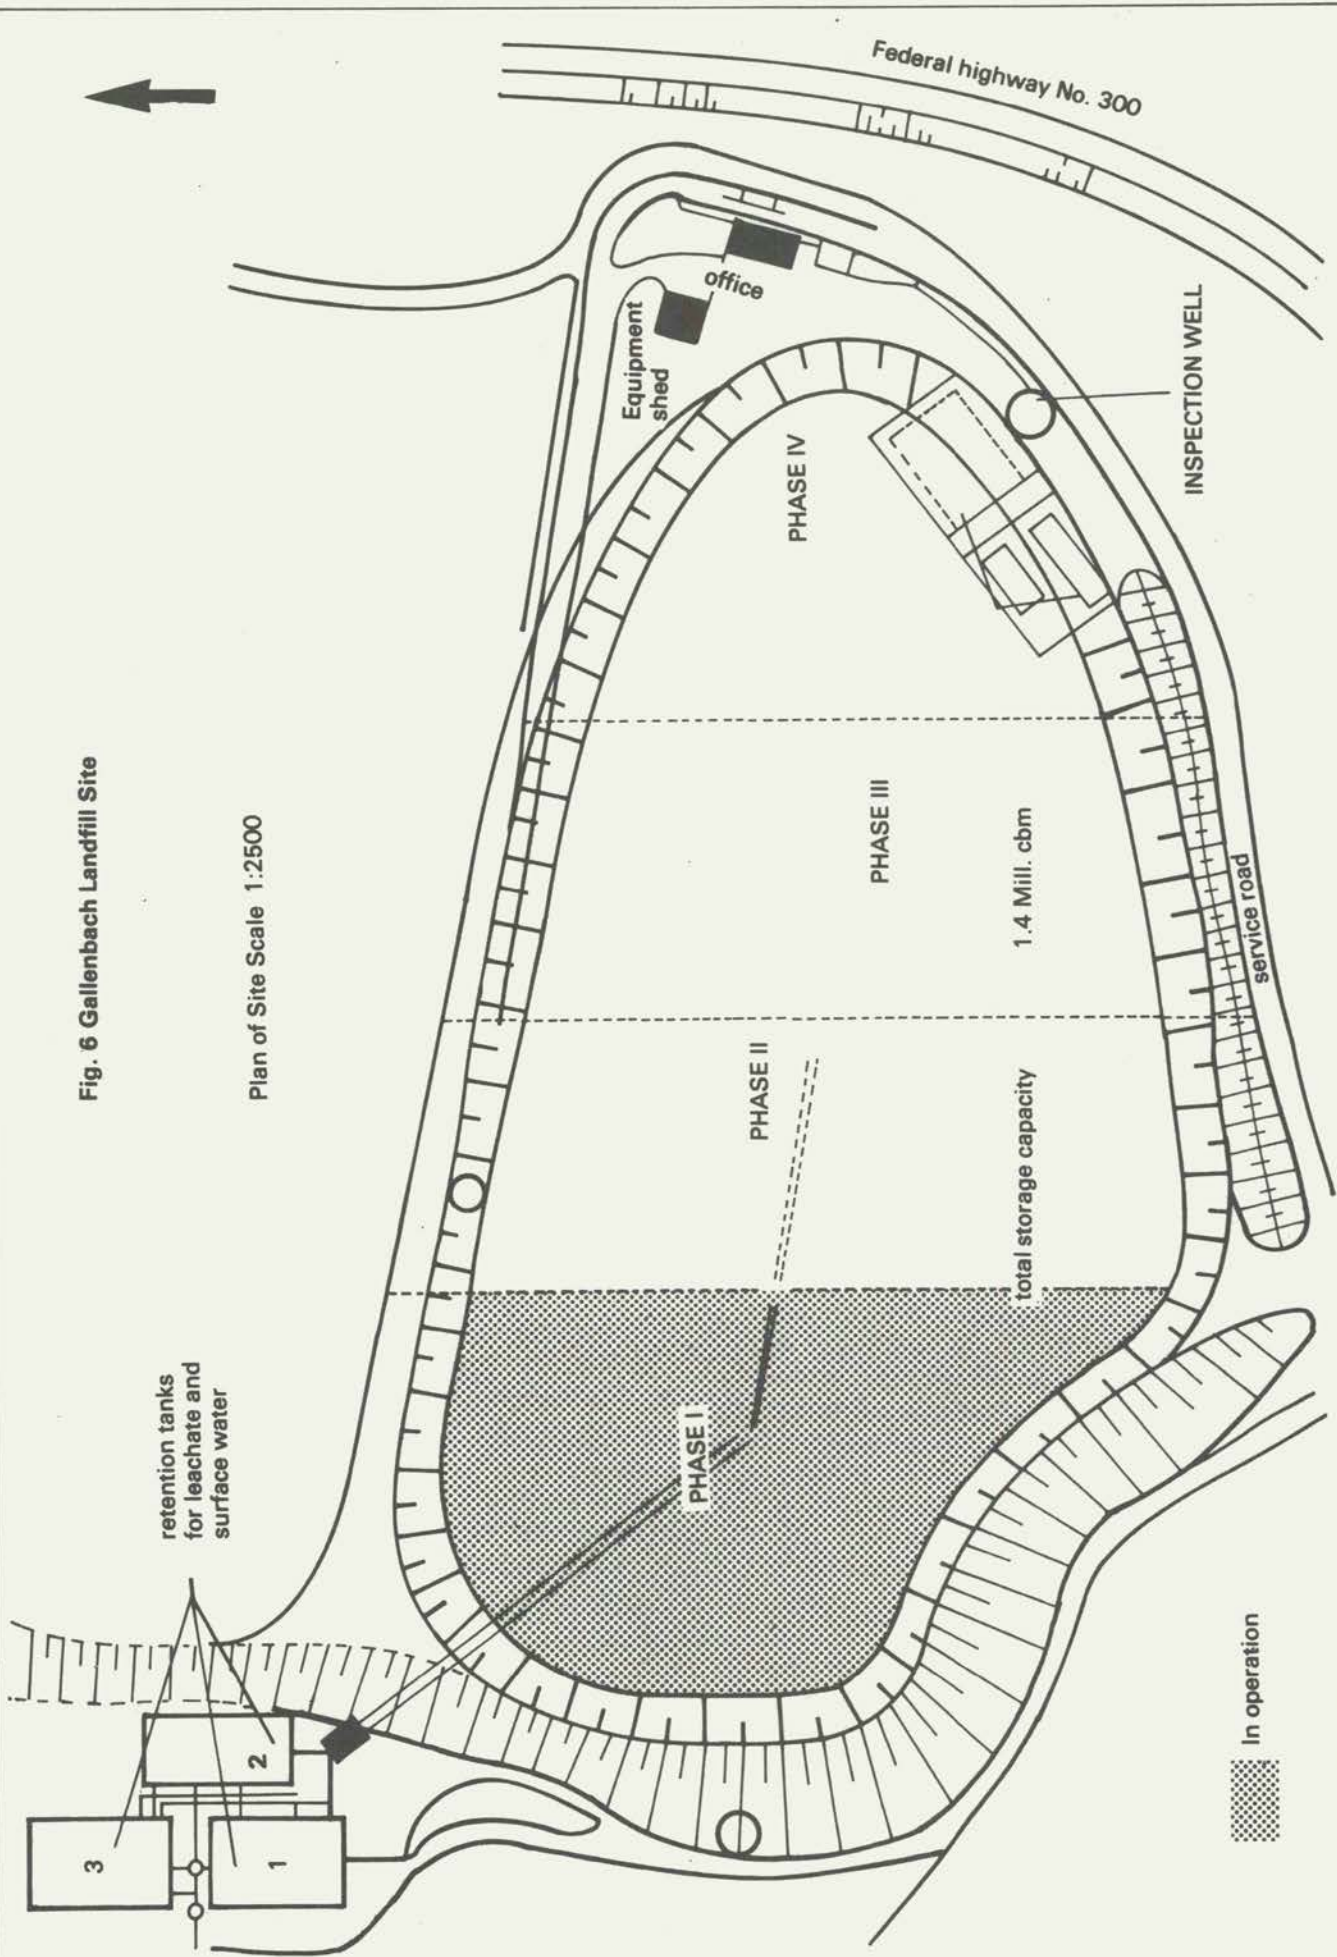 Fig. 6 Gallenbach Landfill Site
Plan of Site Scale 1:2500
retention tanks
for leachate and
surface water
3
2
1
Federal highway No. 300
office
Equipment
shed
PHASE I
PHASE II
PHASE III
PHASE IV
total storage capacity
1.4 Mill. cbm
INSPECTION WELL
service road
In operation